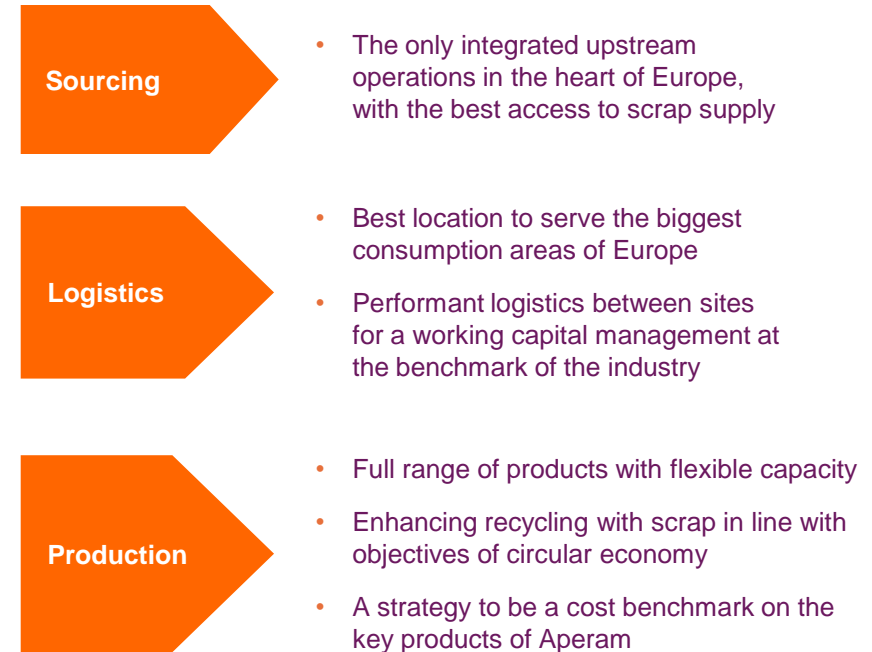 Sourcing
• The only integrated upstream
operations in the heart of Europe,
with the best access to scrap supply
Logistics
• Best location to serve the biggest
consumption areas of Europe
• Performant logistics between sites
for a working capital management at
the benchmark of the industry
Production
• Full range of products with flexible capacity
• Enhancing recycling with scrap in line with
objectives of circular economy
• A strategy to be a cost benchmark on the
key products of Aperam